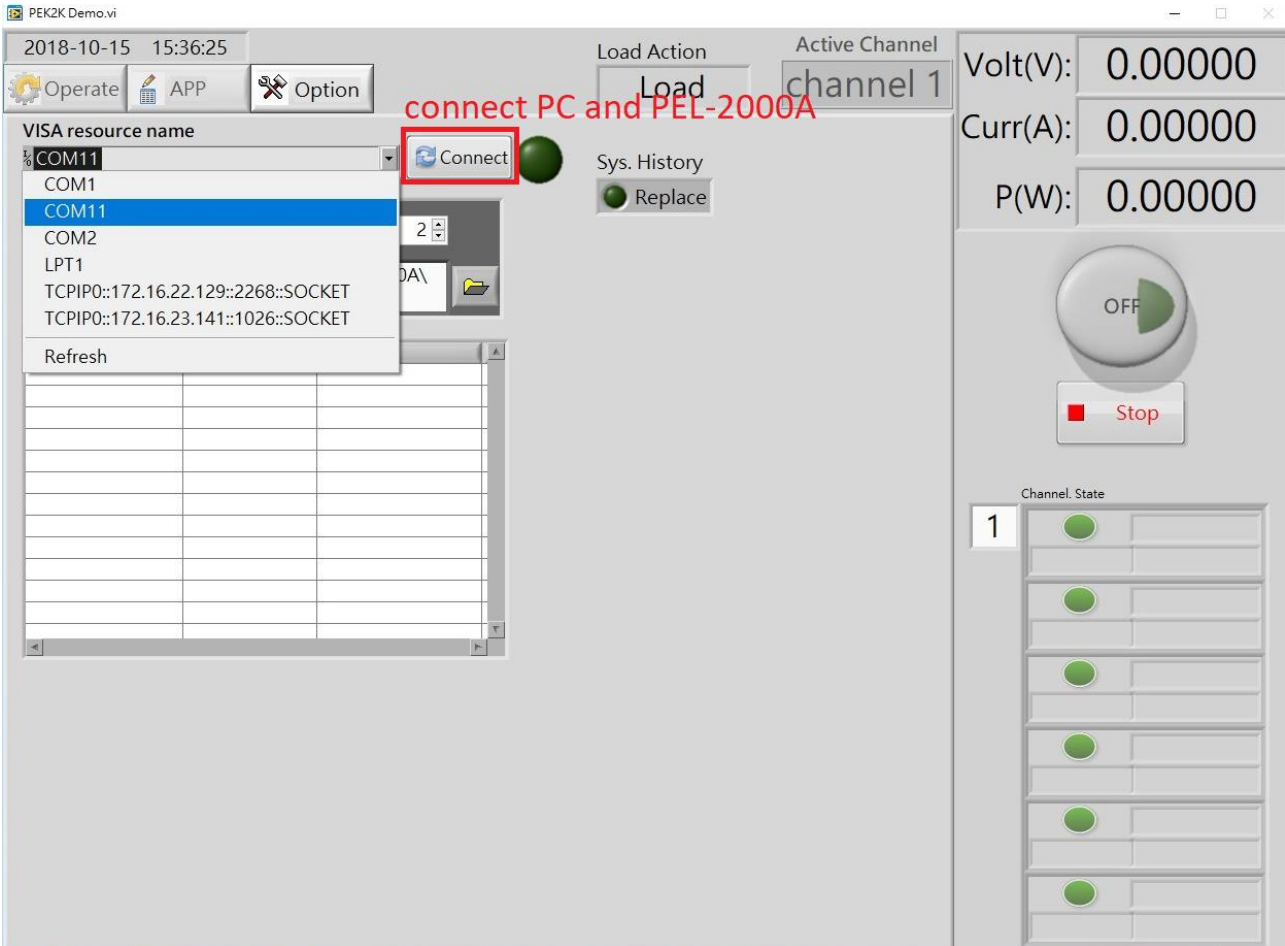 PEK2K Demo.vi
2018-10-15 15:36:25
Operate APP Option
Load Action
Load
Active Channel
channel 1
connect PC and PEL-2000A
VISA resource name
COM11
Connect
COM1
COM11
COM2
LPT1
TCPIP0::172.16.22.129::2268::SOCKET
TCPIP0::172.16.23.141::1026::SOCKET
Refresh
2
0A\
Sys. History
Replace
Volt(V): 0.00000
Curr(A): 0.00000
P(W): 0.00000
OFF
Stop
Channel. State
1